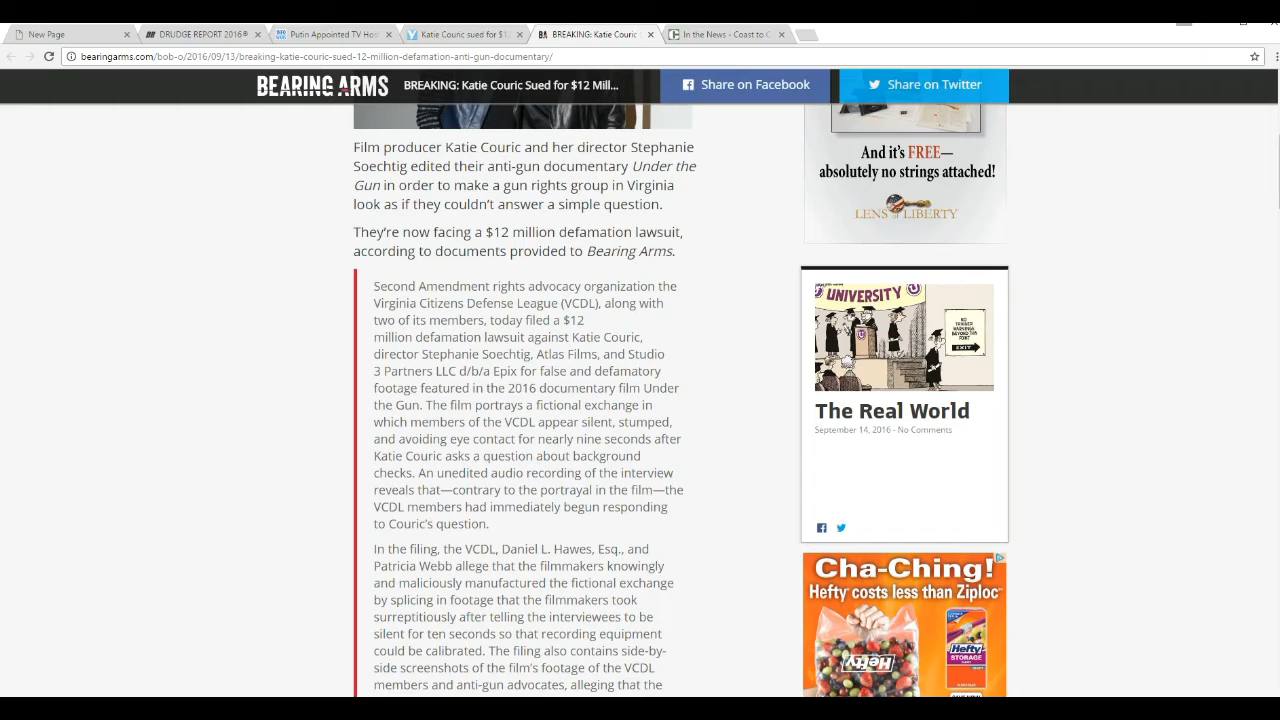 New Page
DRUDGE REPORT 2016®
Putin Appointed TV Hos
Katie Couric sued for $1
BREAKING: Katie Couric
In the News - Coast to C
bearingarms.com/bob-o/2016/09/13/breaking-katie-couric-sued-12-million-defamation-anti-gun-documentary/
BEARING ARMS
BREAKING: Katie Couric Sued for $12 Mill...
Share on Facebook
Share on Twitter
Film producer Katie Couric and her director Stephanie
Soechtig edited their anti-gun documentary Under the
Gun in order to make a gun rights group in Virginia
look as if they couldn't answer a simple question.
They're now facing a $12 million defamation lawsuit,
according to documents provided to Bearing Arms.
Second Amendment rights advocacy organization the
Virginia Citizens Defense League (VCDL), along with
two of its members, today filed a $12
million defamation lawsuit against Katie Couric,
director Stephanie Soechtig, Atlas Films, and Studio
3 Partners LLC d/b/a Epix for false and defamatory
footage featured in the 2016 documentary film Under
the Gun. The film portrays a fictional exchange in
which members of the VCDL appear silent, stumped,
and avoiding eye contact for nearly nine seconds after
Katie Couric asks a question about background
checks. An unedited audio recording of the interview
reveals that—contrary to the portrayal in the film—the
VCDL members had immediately begun responding
to Couric's question.
In the filing, the VCDL, Daniel L. Hawes, Esq., and
Patricia Webb allege that the filmmakers knowingly
and maliciously manufactured the fictional exchange
by splicing in footage that the filmmakers took
surreptitiously after telling the interviewees to be
silent for ten seconds so that recording equipment
could be calibrated. The filing also contains side-by-
side screenshots of the film's footage of the VCDL
members and anti-gun advocates, alleging that the
And it's FREE—
absolutely no strings attached!
LENS of LIBERTY
UNIVERSITY
NO
TRIGGER
WARNINGS
BEYOND THIS
POINT
EXIT
The Real World
September 14, 2016 - No Comments
Cha-Ching!
Hefty costs less than Ziploc
Hefty
Hefty
STORAGE